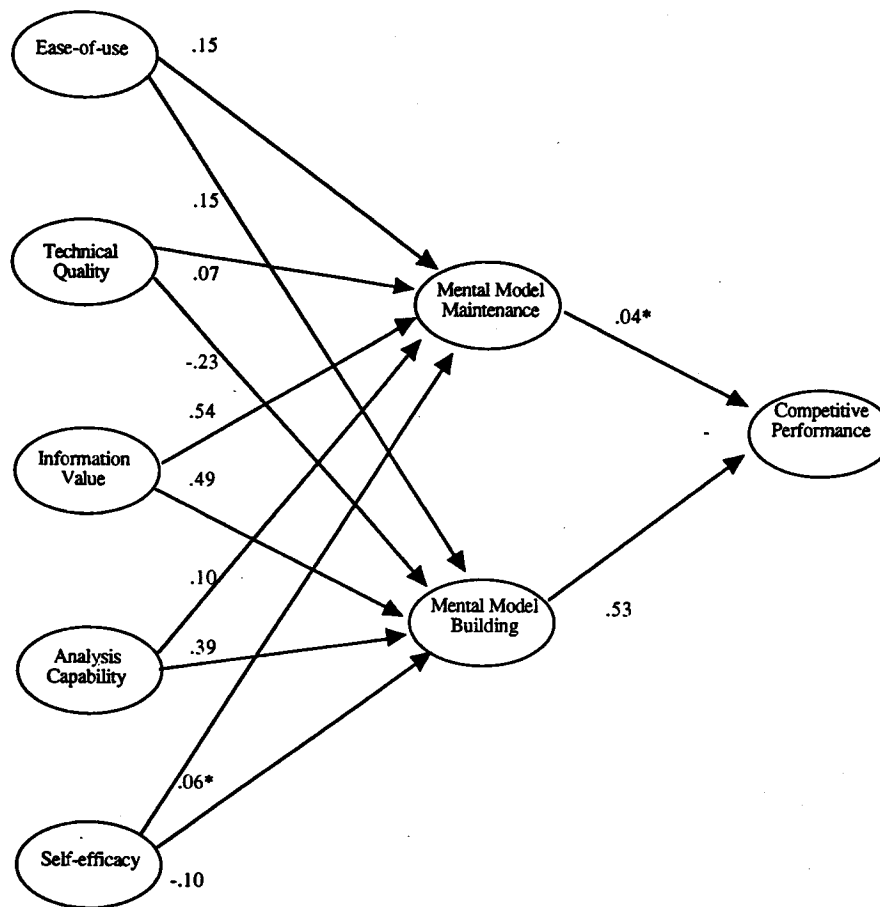 Ease-of-use
.15
.15
Technical
Quality
.07
Mental Model
Maintenance
.04*
-.23
.54
Competitive
Performance
Information
Value
.49
.10
Mental Model
Building
.53
Analysis
Capability
.39
.06*
Self-efficacy
-.10